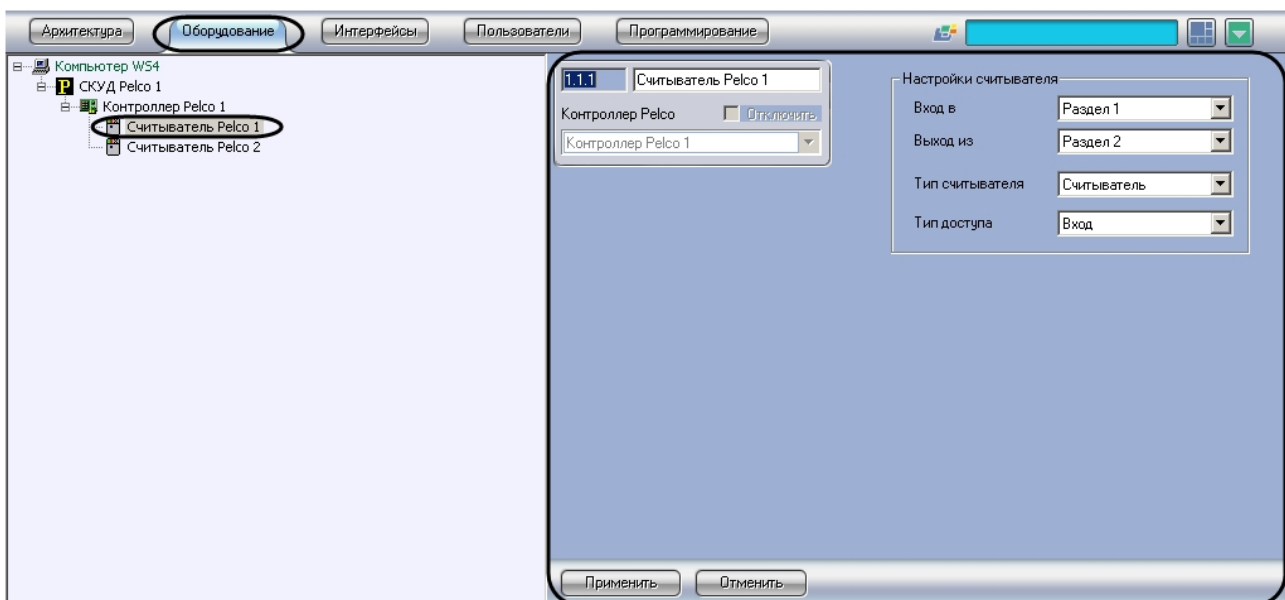 Архитектура Оборудование Интерфейсы Пользователи Программирование
Компьютер WS4
P СКУД Pelco 1
Контроллер Pelco 1
Считыватель Pelco 1
Считыватель Pelco 2
1.1.1 Считыватель Pelco 1
Контроллер Pelco Отключить
Контроллер Pelco 1
Настройки считывателя
Вход в Раздел 1
Выход из Раздел 2
Тип считывателя Считыватель
Тип доступа Вход
Применить Отменить